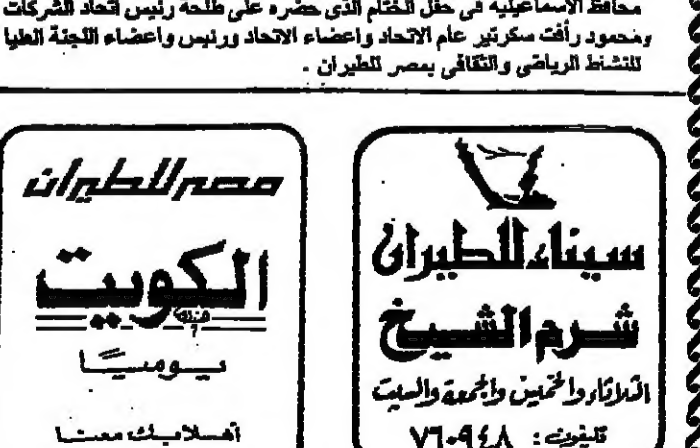 محافظ الاسماعيلية فى حفل الختام الذى حضره على طلحة رئيس اتحاد الشركات
ومحمود رأفت سكرتير عام الاتحاد واعضاء الاتحاد ورئيس واعضاء اللجنة العليا
للنشاط الرياضى والثقافى بمصر للطيران .
سيناء للطيران
شرم الشيخ
الثلاثاء والخميس والجمعة والسبت
تليفون : ٧٦٠٩٤٨
مصر للطيران
الكويت
يوميًا
أهلا بك معنا